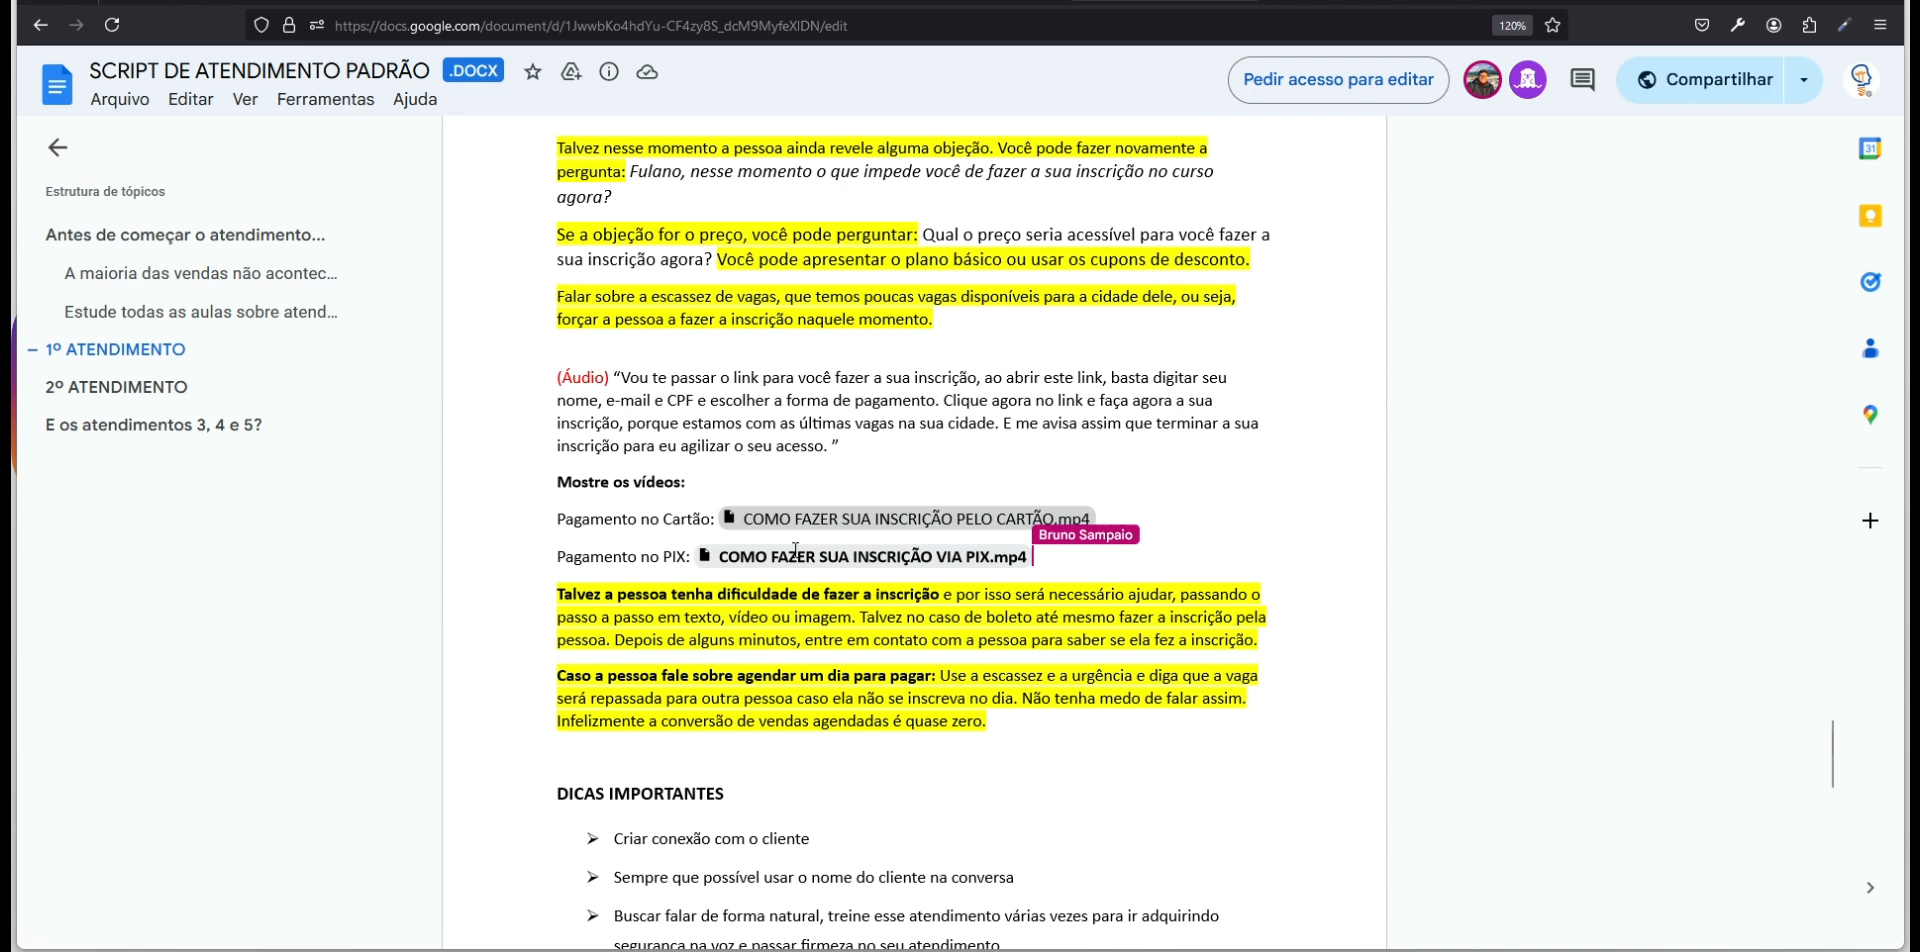 https://docs.google.com/document/d/1JwwbKo4hdYu-CF4zy8S_dcM9MyfeXlDN/edit
120%
SCRIPT DE ATENDIMENTO PADRÃO .DOCX
Arquivo Editar Ver Ferramentas Ajuda
Pedir acesso para editar
Compartilhar
Estrutura de tópicos
Antes de começar o atendimento...
A maioria das vendas não acontec...
Estude todas as aulas sobre atend...
1º ATENDIMENTO
2º ATENDIMENTO
E os atendimentos 3, 4 e 5?
Talvez nesse momento a pessoa ainda revele alguma objeção. Você pode fazer novamente a
pergunta: Fulano, nesse momento o que impede você de fazer a sua inscrição no curso
agora?
Se a objeção for o preço, você pode perguntar: Qual o preço seria acessível para você fazer a
sua inscrição agora? Você pode apresentar o plano básico ou usar os cupons de desconto.
Falar sobre a escassez de vagas, que temos poucas vagas disponíveis para a cidade dele, ou seja,
forçar a pessoa a fazer a inscrição naquele momento.
(Áudio) “Vou te passar o link para você fazer a sua inscrição, ao abrir este link, basta digitar seu
nome, e-mail e CPF e escolher a forma de pagamento. Clique agora no link e faça agora a sua
inscrição, porque estamos com as últimas vagas na sua cidade. E me avisa assim que terminar a sua
inscrição para eu agilizar o seu acesso. ”
Mostre os vídeos:
Pagamento no Cartão: COMO FAZER SUA INSCRIÇÃO PELO CARTÃO.mp4
Bruno Sampaio
Pagamento no PIX: COMO FAZER SUA INSCRIÇÃO VIA PIX.mp4
Talvez a pessoa tenha dificuldade de fazer a inscrição e por isso será necessário ajudar, passando o
passo a passo em texto, vídeo ou imagem. Talvez no caso de boleto até mesmo fazer a inscrição pela
pessoa. Depois de alguns minutos, entre em contato com a pessoa para saber se ela fez a inscrição.
Caso a pessoa fale sobre agendar um dia para pagar: Use a escassez e a urgência e diga que a vaga
será repassada para outra pessoa caso ela não se inscreva no dia. Não tenha medo de falar assim.
Infelizmente a conversão de vendas agendadas é quase zero.
DICAS IMPORTANTES
➢ Criar conexão com o cliente
➢ Sempre que possível usar o nome do cliente na conversa
➢ Buscar falar de forma natural, treine esse atendimento várias vezes para ir adquirindo
segurança na voz e passar firmeza no seu atendimento
31